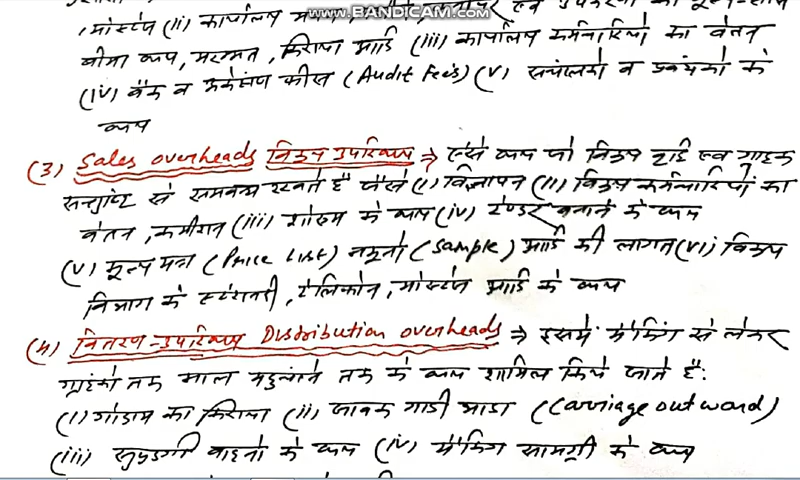 www.BANDICAM.com
, पोस्टेज (ii) कार्यालय
बीमा व्यय, मरम्मत, किराया आदि (iii) कार्यालय कर्मचारियों का वेतन
(iv) बैंक व अंकेक्षण फीस (Audit Fees) (v) संचालकों व प्रबंधकों के
व्यय
(3) Sales overheads विक्रय उपरिव्यय ⇒ ऐसे व्यय जो विक्रय वृद्धि एवं ग्राहक
सन्तुष्टि से सम्बन्ध रखते है जैसे (i) विज्ञापन (ii) विक्रय कर्मचारियों का
वेतन, कमीशन (iii) शोरूम के व्यय (iv) टेण्डर बनाने के व्यय
(v) मूल्य पत्र (Price List) नमूनो (Sample) आदि की लागत (vi) विक्रय
विभाग के स्टेशनरी, टेलिफोन, पोस्टेज आदि के व्यय
(4) वितरण-उपरिव्यय Distribution overheads ⇒ इसमें पैकिंग से लेकर
ग्राहको तक माल पहुंचाने तक के व्यय शामिल किये जाते है:
(i) गोदाम का किराया (ii) जावक गाडी भाडा (Carriage outward)
(iii) सुपुर्दगी वाहनो के व्यय (iv) पैकिंग सामग्री के व्यय